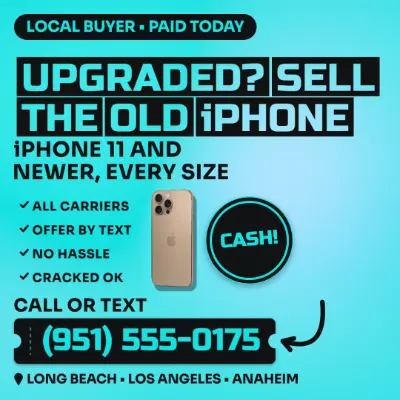 LOCAL BUYER • PAID TODAY
UPGRADED? SELL
THE OLD iPHONE
iPHONE 11 AND
NEWER, EVERY SIZE
ALL CARRIERS
OFFER BY TEXT
NO HASSLE
CRACKED OK
CASH!
CALL OR TEXT
(951) 555-0175
LONG BEACH • LOS ANGELES • ANAHEIM